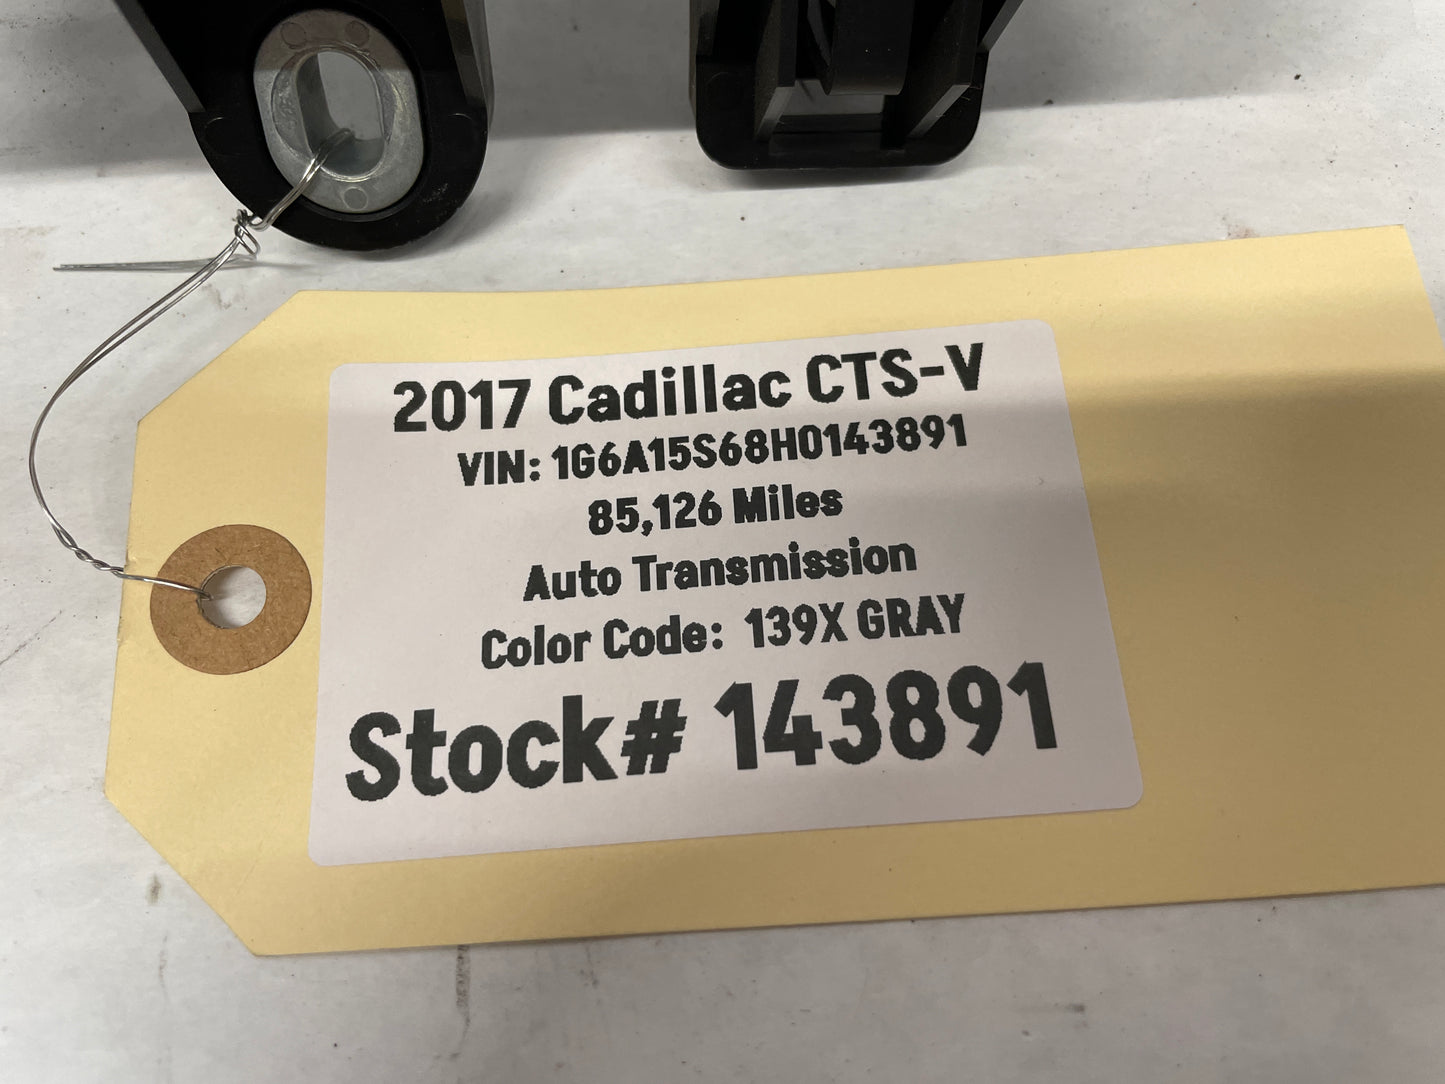 2017 Cadillac CTS-V
VIN: 1G6A15S68H0143891
85,126 Miles
Auto Transmission
Color Code: 139X GRAY
Stock# 143891